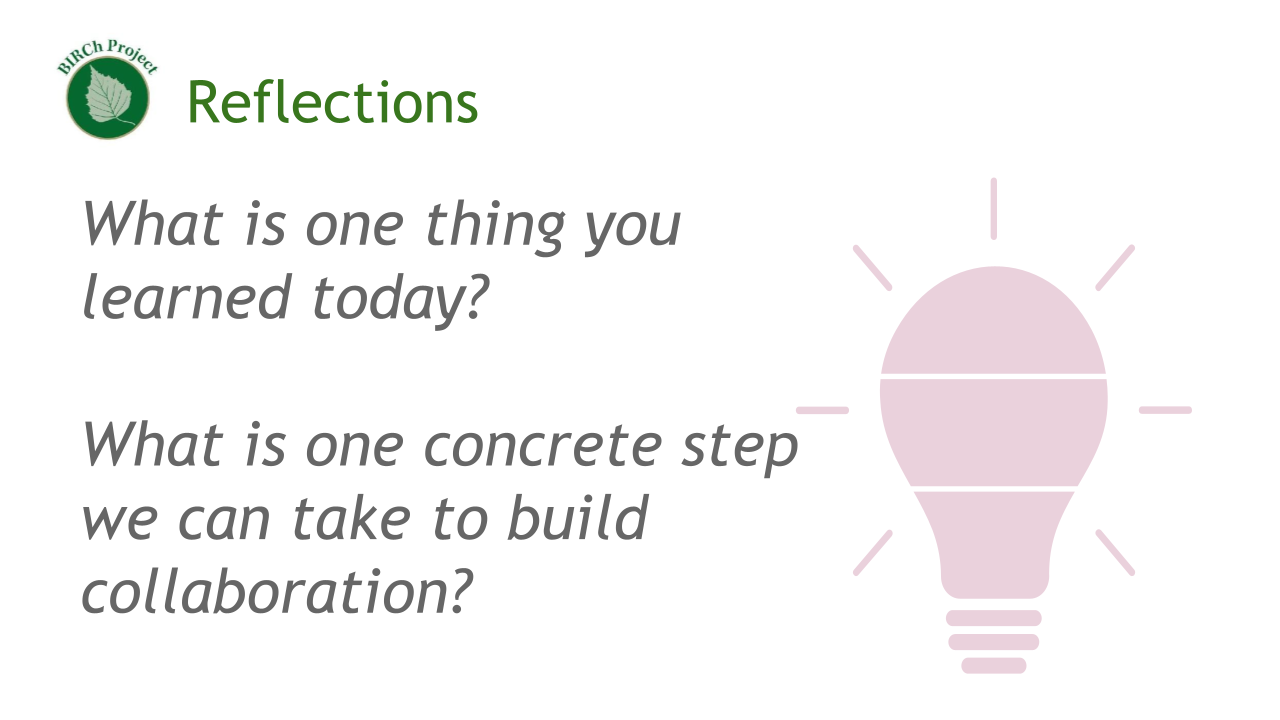 BIRCh Project
Reflections
What is one thing you
learned today?
What is one concrete step
we can take to build
collaboration?